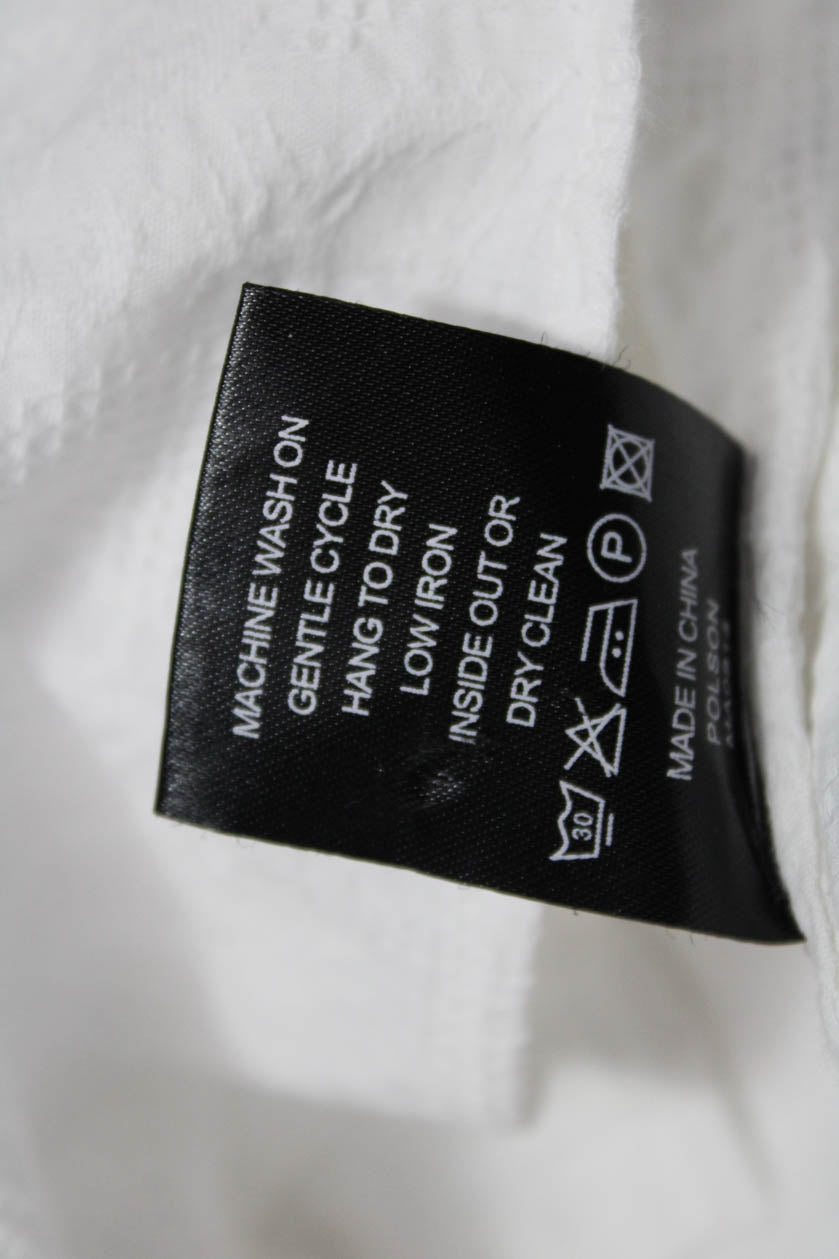 MACHINE WASH ON
GENTLE CYCLE
HANG TO DRY
LOW IRON
INSIDE OUT OR
DRY CLEAN
30 P
MADE IN CHINA
POLSON